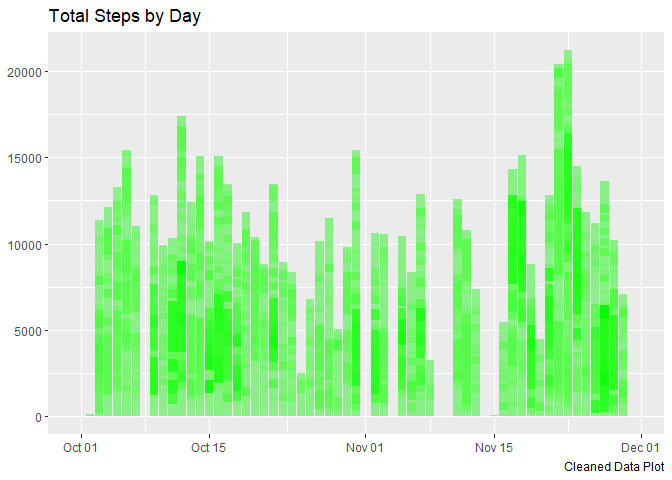 Total Steps by Day
20000
15000
10000
5000
0
Oct 01
Oct 15
Nov 01
Nov 15
Dec 01
Cleaned Data Plot